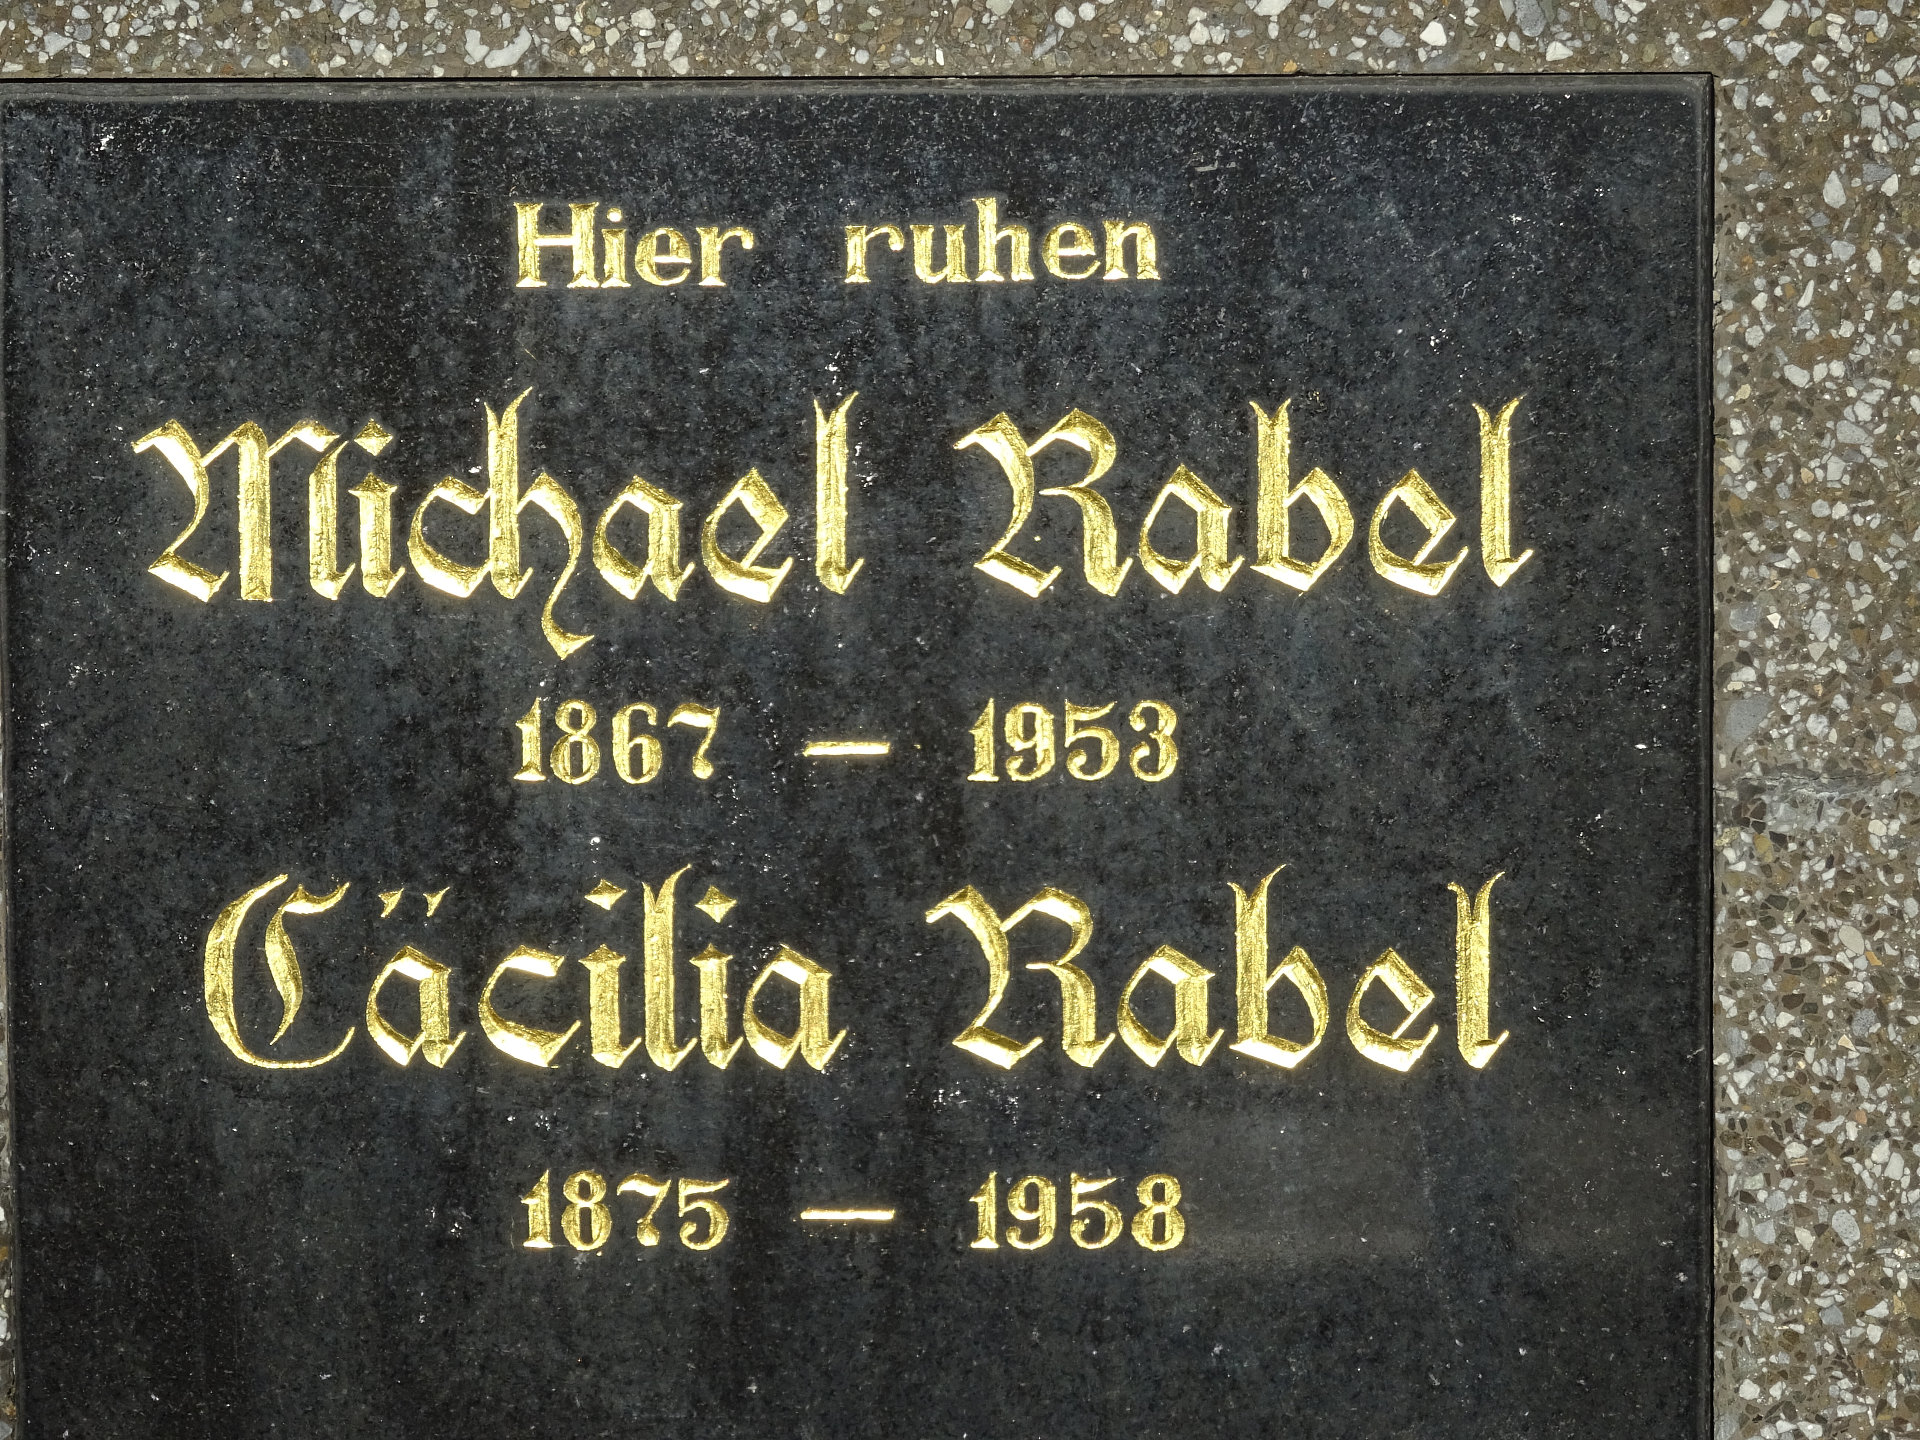 Hier ruhen
Michael Rabel
1867 — 1953
Cäcilia Rabel
1875 — 1958